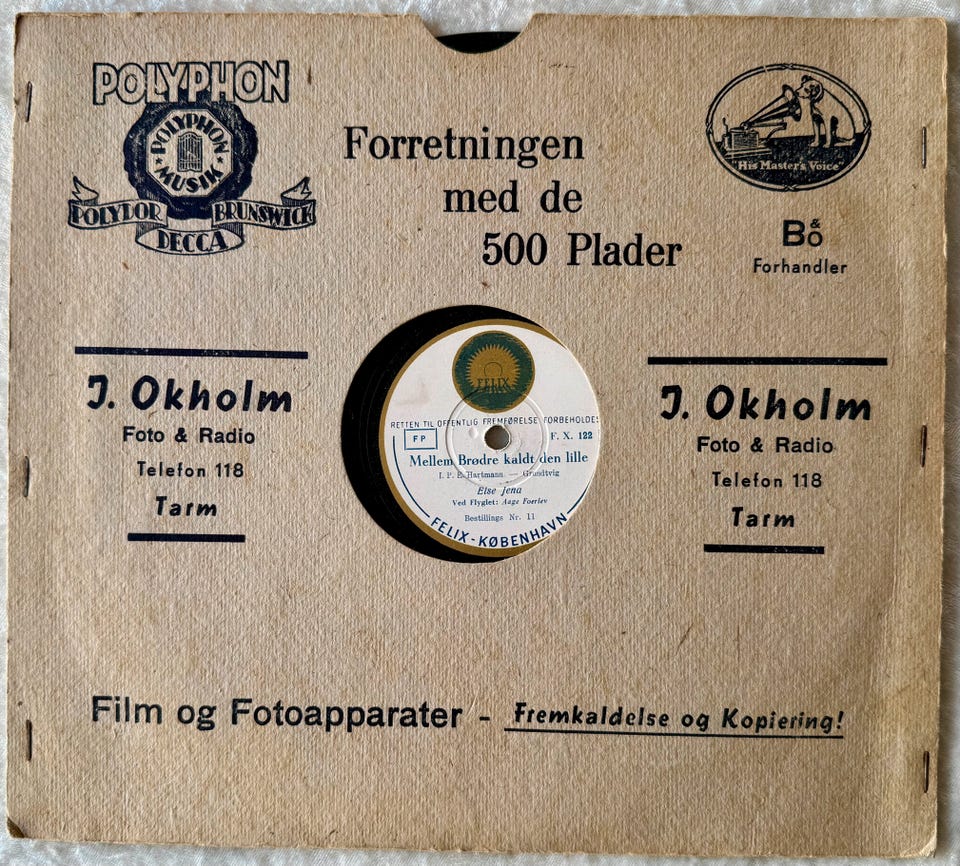 POLYPHON
POLYPHON MUSIK
POLYDOR
BRUNSWICK
DECCA
Forretningen
med de
500 Plader
"His Master's Voice"
B & O
Forhandler
J. Okholm
Foto & Radio
Telefon 118
Tarm
FELIX
RETTEN TIL OFFENTLIG FREMFØRELSE FORBEHOLDES
FP
F. X. 122
Mellem Brødre kaldt den lille
I. P. E. Hartmann. — Grundtvig
Else Jena
Ved Flyglet: Aage Foerlev
Bestillings Nr. 11
FELIX-KØBENHAVN
J. Okholm
Foto & Radio
Telefon 118
Tarm
Film og Fotoapparater - Fremkaldelse og Kopiering!